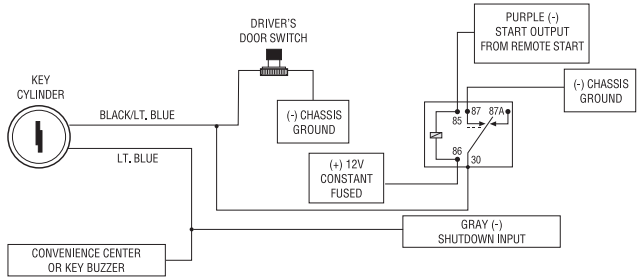 PURPLE (-)
START OUTPUT
FROM REMOTE START
DRIVER'S
DOOR SWITCH
KEY
CYLINDER
(-) CHASSIS
GROUND
BLACK/LT. BLUE
(-) CHASSIS
GROUND
87
87A
85
LT. BLUE
86
30
(+) 12V
CONSTANT
FUSED
GRAY (-)
SHUTDOWN INPUT
CONVENIENCE CENTER
OR KEY BUZZER